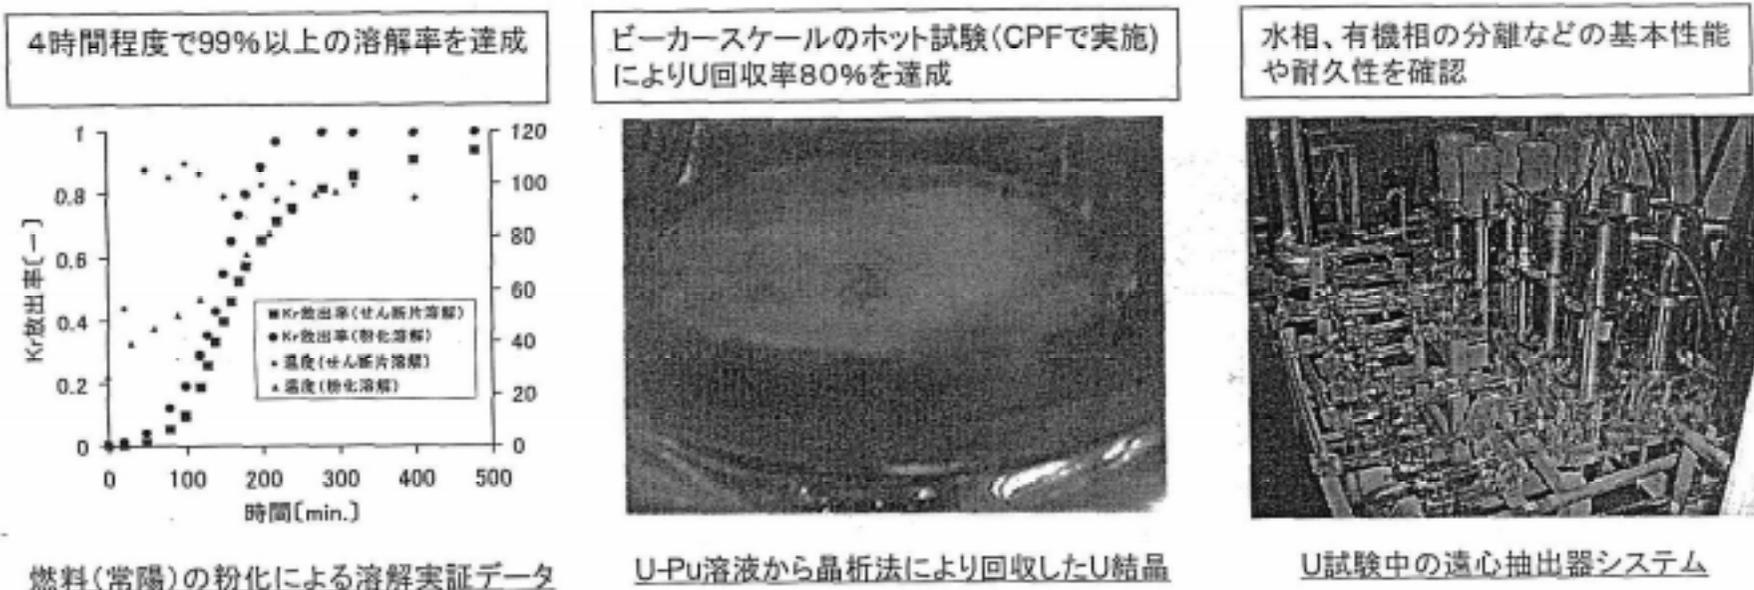 4時間程度で99%以上の溶解率を達成
1
0.8
0.6
0.4
0.2
0
Kr放出率[ー]
120
100
80
60
40
20
0
■Kr放出率(せん断片溶解)
●Kr放出率(粉化溶解)
・温度(せん断片溶解)
▲温度(粉化溶解)
0 100 200 300 400 500
時間[min.]
燃料(常陽)の粉化による溶解実証データ
ビーカースケールのホット試験(CPFで実施)
によりU回収率80%を達成
U-Pu溶液から晶析法により回収したU結晶
水相、有機相の分離などの基本性能
や耐久性を確認
U試験中の遠心抽出器システム